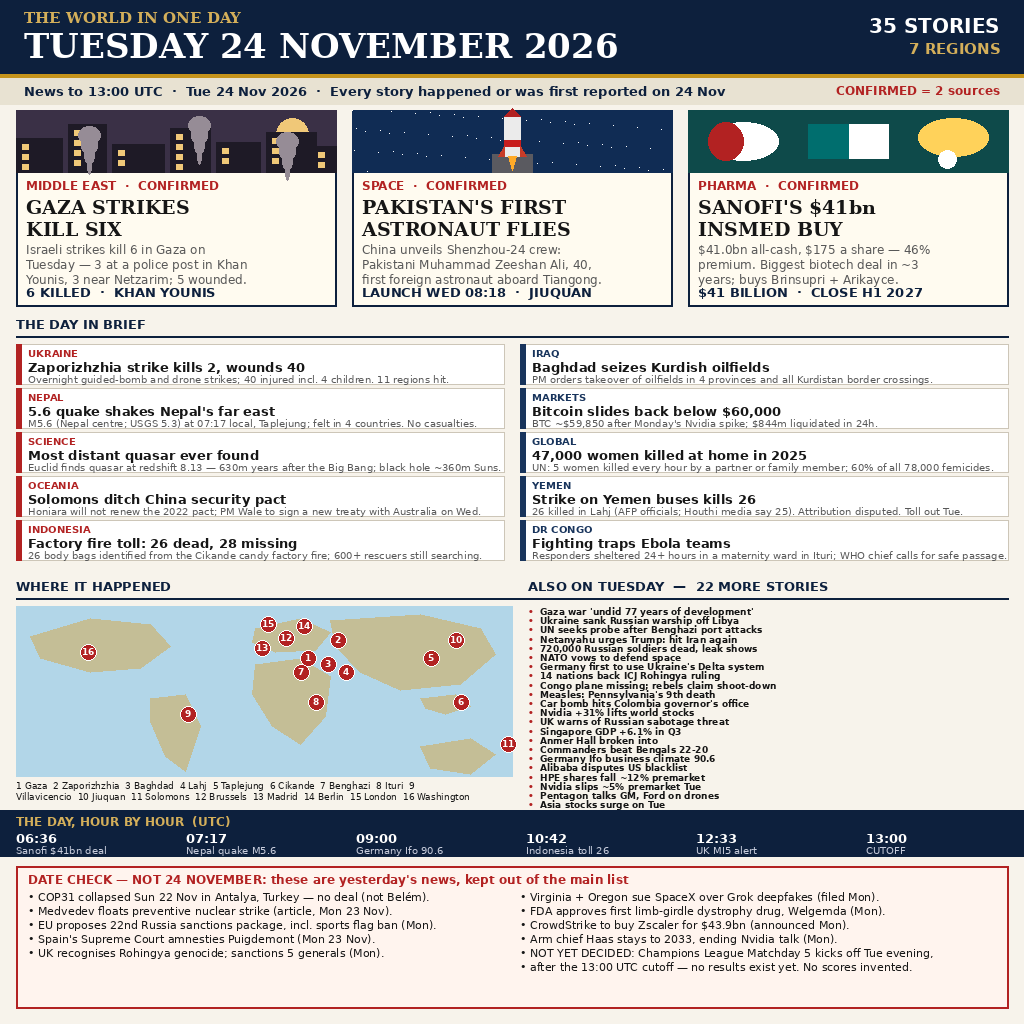 THE WORLD IN ONE DAY
TUESDAY 24 NOVEMBER 2026
35 STORIES
7 REGIONS
News to 13:00 UTC · Tue 24 Nov 2026 · Every story happened or was first reported on 24 Nov
CONFIRMED = 2 sources
MIDDLE EAST · CONFIRMED
GAZA STRIKES
KILL SIX
Israeli strikes kill 6 in Gaza on
Tuesday — 3 at a police post in Khan
Younis, 3 near Netzarim; 5 wounded.
6 KILLED · KHAN YOUNIS
SPACE · CONFIRMED
PAKISTAN'S FIRST
ASTRONAUT FLIES
China unveils Shenzhou-24 crew:
Pakistani Muhammad Zeeshan Ali, 40,
first foreign astronaut aboard Tiangong.
LAUNCH WED 08:18 · JIUQUAN
PHARMA · CONFIRMED
SANOFI'S $41bn
INSMED BUY
$41.0bn all-cash, $175 a share — 46%
premium. Biggest biotech deal in ~3
years; buys Brinsupri + Arikayce.
$41 BILLION · CLOSE H1 2027
THE DAY IN BRIEF
UKRAINE
Zaporizhzhia strike kills 2, wounds 40
Overnight guided-bomb and drone strikes; 40 injured incl. 4 children. 11 regions hit.
NEPAL
5.6 quake shakes Nepal's far east
M5.6 (Nepal centre; USGS 5.3) at 07:17 local, Taplejung; felt in 4 countries. No casualties.
SCIENCE
Most distant quasar ever found
Euclid finds quasar at redshift 8.13 — 630m years after the Big Bang; black hole ~360m Suns.
OCEANIA
Solomons ditch China security pact
Honiara will not renew the 2022 pact; PM Wale to sign a new treaty with Australia on Wed.
INDONESIA
Factory fire toll: 26 dead, 28 missing
26 body bags identified from the Cikande candy factory fire; 600+ rescuers still searching.
IRAQ
Baghdad seizes Kurdish oilfields
PM orders takeover of oilfields in 4 provinces and all Kurdistan border crossings.
MARKETS
Bitcoin slides back below $60,000
BTC ~$59,850 after Monday's Nvidia spike; $844m liquidated in 24h.
GLOBAL
47,000 women killed at home in 2025
UN: 5 women killed every hour by a partner or family member; 60% of all 78,000 femicides.
YEMEN
Strike on Yemen buses kills 26
26 killed in Lahj (AFP officials; Houthi media say 25). Attribution disputed. Toll out Tue.
DR CONGO
Fighting traps Ebola teams
Responders sheltered 24+ hours in a maternity ward in Ituri; WHO chief calls for safe passage.
WHERE IT HAPPENED
16
15
14
12
13
2
1
3
4
7
10
5
8
9
6
11
1 Gaza 2 Zaporizhzhia 3 Baghdad 4 Lahj 5 Taplejung 6 Cikande 7 Benghazi 8 Ituri 9
Villavicencio 10 Jiuquan 11 Solomons 12 Brussels 13 Madrid 14 Berlin 15 London 16 Washington
ALSO ON TUESDAY — 22 MORE STORIES
• Gaza war 'undid 77 years of development'
• Ukraine sank Russian warship off Libya
• UN seeks probe after Benghazi port attacks
• Netanyahu urges Trump: hit Iran again
• 720,000 Russian soldiers dead, leak shows
• NATO vows to defend space
• Germany first to use Ukraine's Delta system
• 14 nations back ICJ Rohingya ruling
• Congo plane missing; rebels claim shoot-down
• Measles: Pennsylvania's 9th death
• Car bomb hits Colombia governor's office
• Nvidia +31% lifts world stocks
• UK warns of Russian sabotage threat
• Singapore GDP +6.1% in Q3
• Anmer Hall broken into
• Commanders beat Bengals 22-20
• Germany Ifo business climate 90.6
• Alibaba disputes US blacklist
• HPE shares fall ~12% premarket
• Nvidia slips ~5% premarket Tue
• Pentagon talks GM, Ford on drones
• Asia stocks surge on Tue
THE DAY, HOUR BY HOUR (UTC)
06:36
Sanofi $41bn deal
07:17
Nepal quake M5.6
09:00
Germany Ifo 90.6
10:42
Indonesia toll 26
12:33
UK MI5 alert
13:00
CUTOFF
DATE CHECK — NOT 24 NOVEMBER: these are yesterday's news, kept out of the main list
• COP31 collapsed Sun 22 Nov in Antalya, Turkey — no deal (not Belém).
• Medvedev floats preventive nuclear strike (article, Mon 23 Nov).
• EU proposes 22nd Russia sanctions package, incl. sports flag ban (Mon).
• Spain's Supreme Court amnesties Puigdemont (Mon 23 Nov).
• UK recognises Rohingya genocide; sanctions 5 generals (Mon).
• Virginia + Oregon sue SpaceX over Grok deepfakes (filed Mon).
• FDA approves first limb-girdle dystrophy drug, Welgemda (Mon).
• CrowdStrike to buy Zscaler for $43.9bn (announced Mon).
• Arm chief Haas stays to 2033, ending Nvidia talk (Mon).
• NOT YET DECIDED: Champions League Matchday 5 kicks off Tue evening,
• after the 13:00 UTC cutoff — no results exist yet. No scores invented.